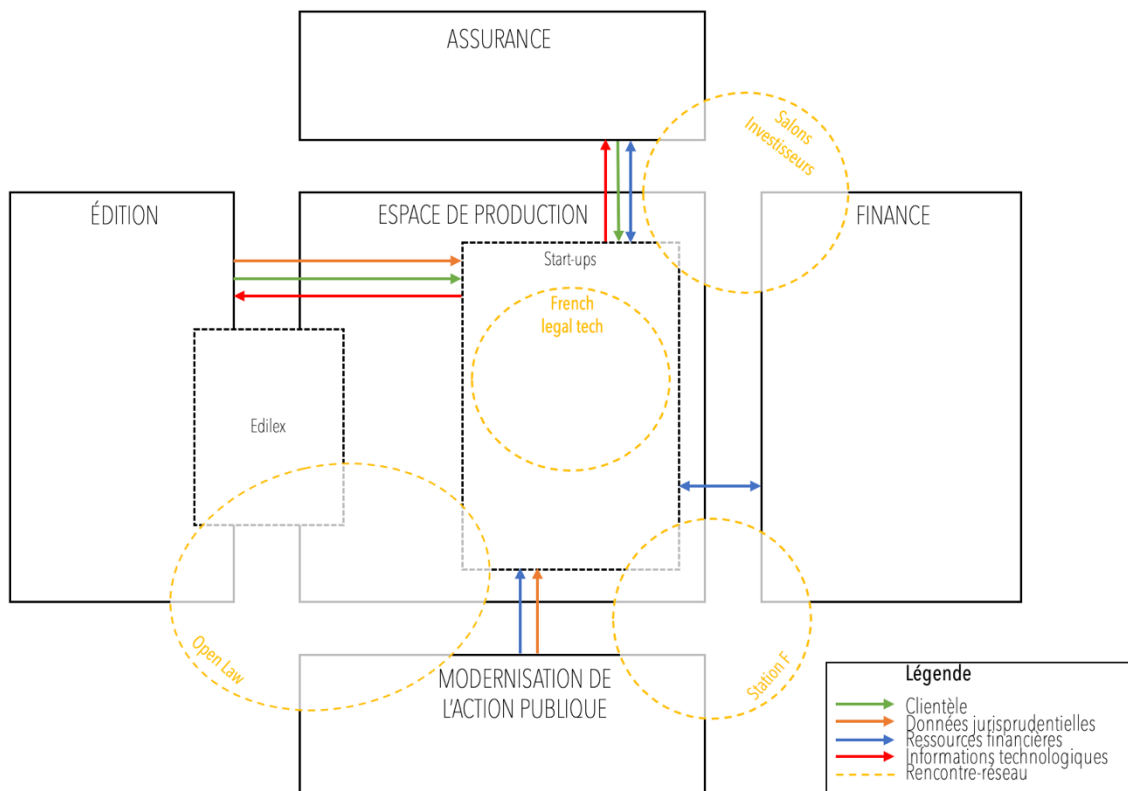 ASSURANCE
Salons
Investisseurs
ÉDITION
ESPACE DE PRODUCTION
FINANCE
Start-ups
French
legal tech
Edilex
Open Law
Station F
MODERNISATION DE
L'ACTION PUBLIQUE
Légende
Clientèle
Données jurisprudentielles
Ressources financières
Informations technologiques
Rencontre-réseau